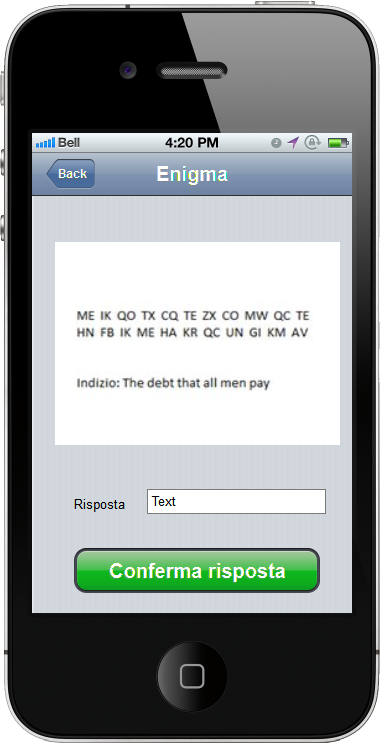 Bell 4:20 PM
Back Enigma
ME IK QO TX CQ TE ZX CO MW QC TE
HN FB IK ME HA KR QC UN GI KM AV
Indizio: The debt that all men pay
Risposta Text
Conferma risposta